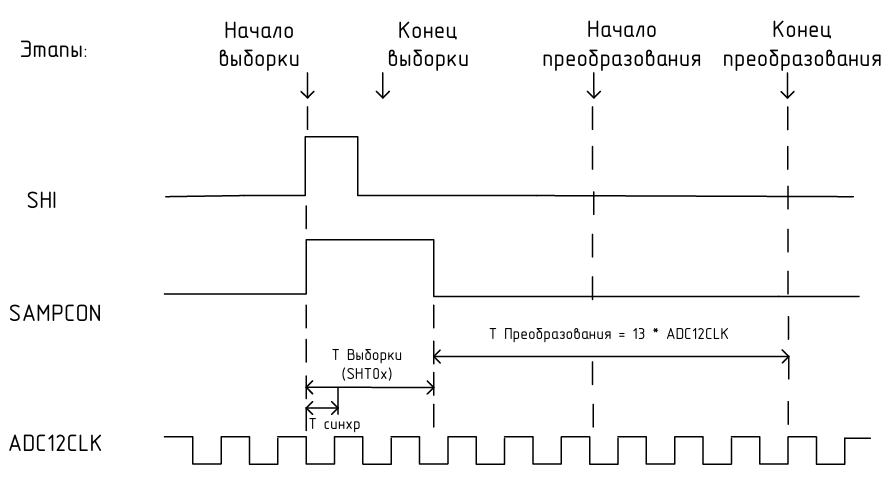 Этапы:
Начало
выборки
Конец
выборки
Начало
преобразования
Конец
преобразования
SHI
SAMPCON
T Преобразования = 13 * ADC12CLK
T Выборки
(SHT0x)
T синхр
ADC12CLK